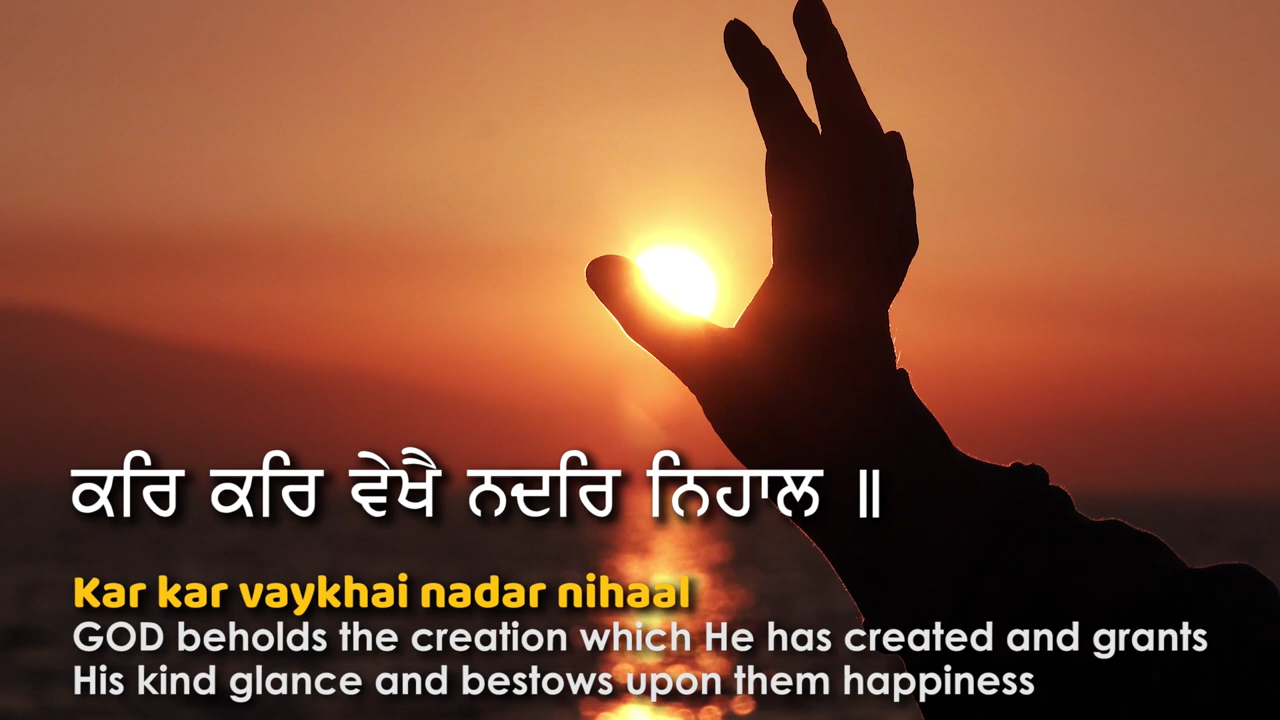 ਕਰਿ ਕਰਿ ਵੇਖੈ ਨਦਰਿ ਨਿਹਾਲ ॥
Kar kar vaykhai nadar nihaal
GOD beholds the creation which He has created and grants
His kind glance and bestows upon them happiness